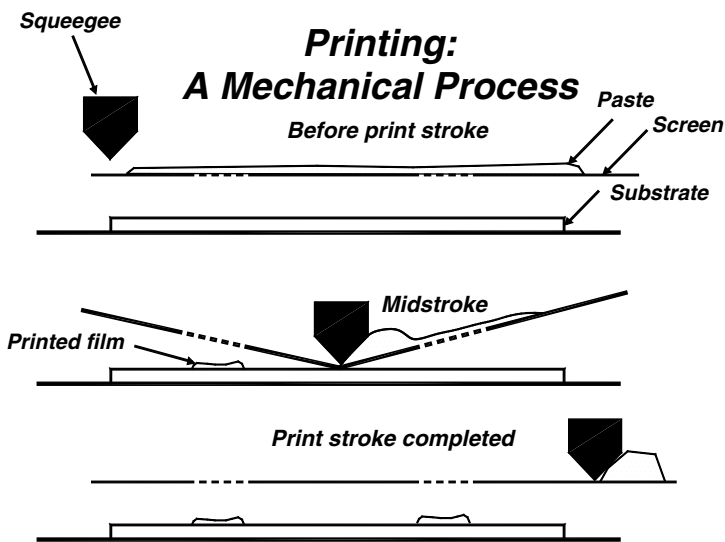 Squeegee
Printing:
A Mechanical Process
Paste
Before print stroke
Screen
Substrate
Midstroke
Printed film
Print stroke completed